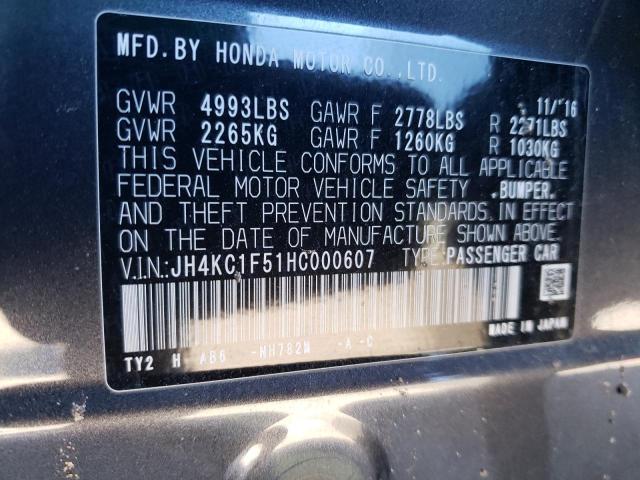 MFD. BY HONDA MOTOR CO.,LTD.
11/16
GVWR 4993LBS GAWR F 2778LBS R 2271LBS
GVWR 2265KG GAWR F 1260KG R 1030KG
THIS VEHICLE CONFORMS TO ALL APPLICABLE
FEDERAL MOTOR VEHICLE SAFETY ,BUMPER,
AND THEFT PREVENTION STANDARDS IN EFFECT
ON THE DATE OF MANUFACTURE SHOWN ABOVE.
V.I.N.: JH4KC1F51HC000607 TYPE:PASSENGER CAR
MADE IN JAPAN
TY2 H AB6 -NH782M -A -C